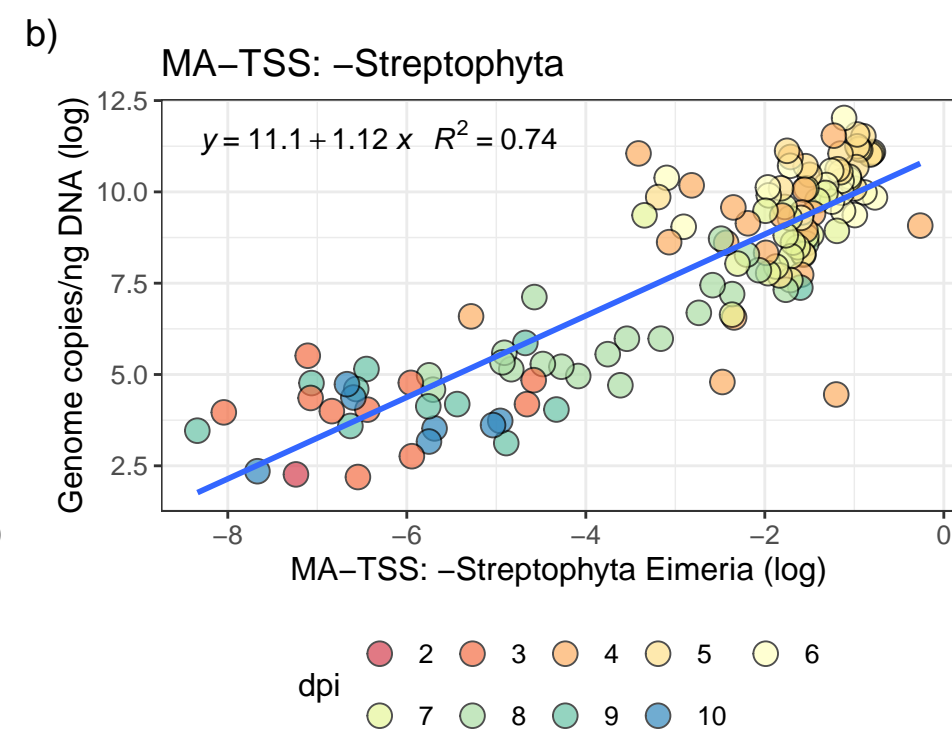 b)
MA−TSS: −Streptophyta
y = 11.1 + 1.12 x R² = 0.74
Genome copies/ng DNA (log)
12.5
10.0
7.5
5.0
2.5
−8 −6 −4 −2 0
MA−TSS: −Streptophyta Eimeria (log)
dpi
2 3 4 5 6
7 8 9 10